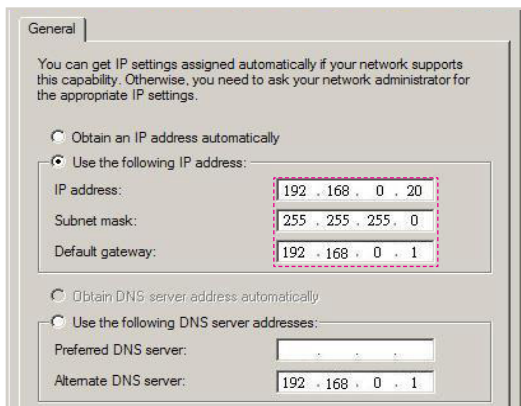 General
You can get IP settings assigned automatically if your network supports
this capability. Otherwise, you need to ask your network administrator for
the appropriate IP settings.
Obtain an IP address automatically
Use the following IP address:
IP address: 192 . 168 . 0 . 20
Subnet mask: 255 . 255 . 255 . 0
Default gateway: 192 . 168 . 0 . 1
Obtain DNS server address automatically
Use the following DNS server addresses:
Preferred DNS server: . . .
Alternate DNS server: 192 . 168 . 0 . 1